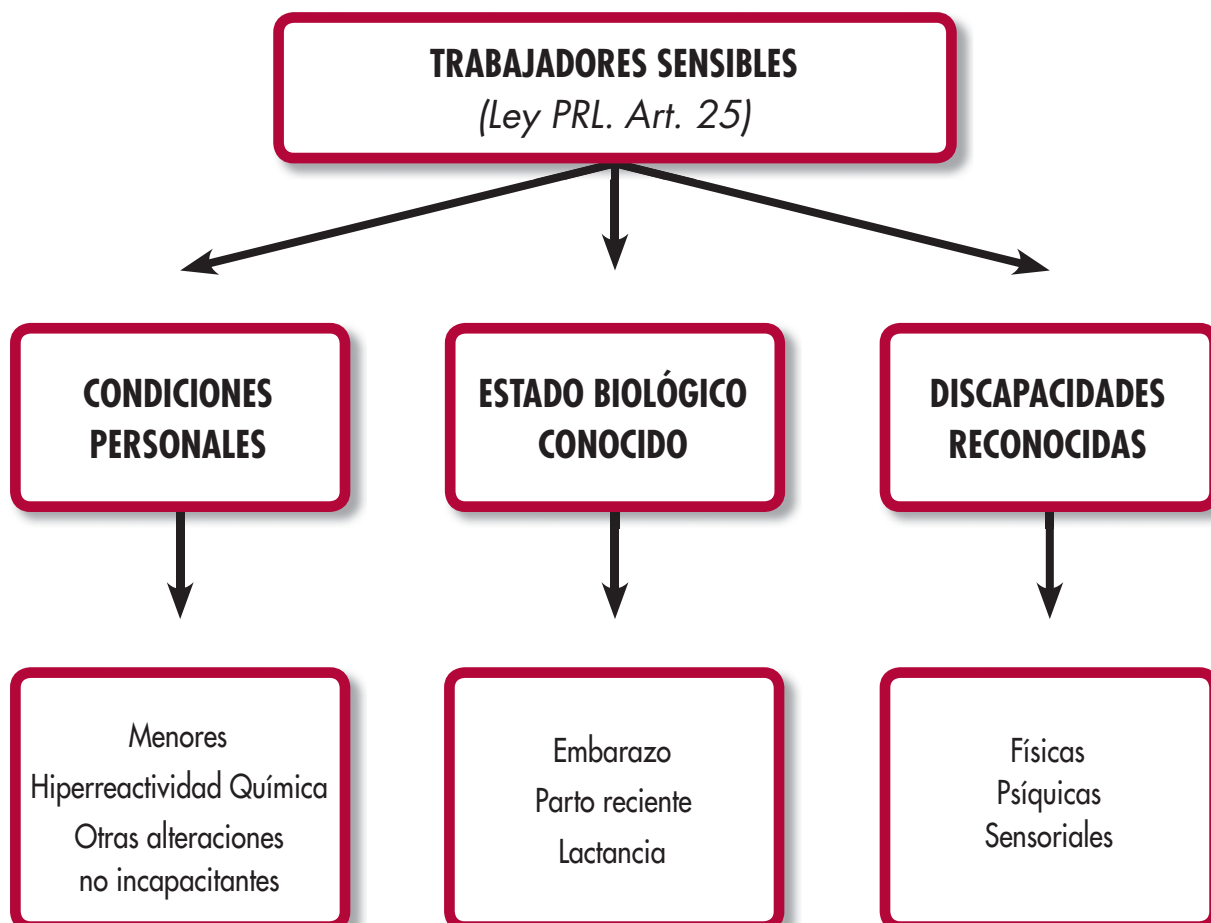 TRABAJADORES SENSIBLES
(Ley PRL. Art. 25)
CONDICIONES
PERSONALES
ESTADO BIOLÓGICO
CONOCIDO
DISCAPACIDADES
RECONOCIDAS
Menores
Hiperreactividad Química
Otras alteraciones
no incapacitantes
Embarazo
Parto reciente
Lactancia
Físicas
Psíquicas
Sensoriales